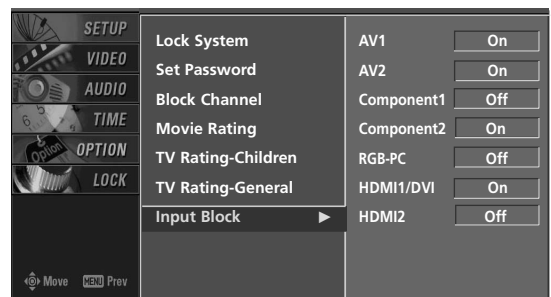 SETUP
VIDEO
AUDIO
TIME
OPTION
LOCK
Move MENU Prev
Lock System
Set Password
Block Channel
Movie Rating
TV Rating-Children
TV Rating-General
Input Block ▶
AV1 On
AV2 On
Component1 Off
Component2 On
RGB-PC Off
HDMI1/DVI On
HDMI2 Off